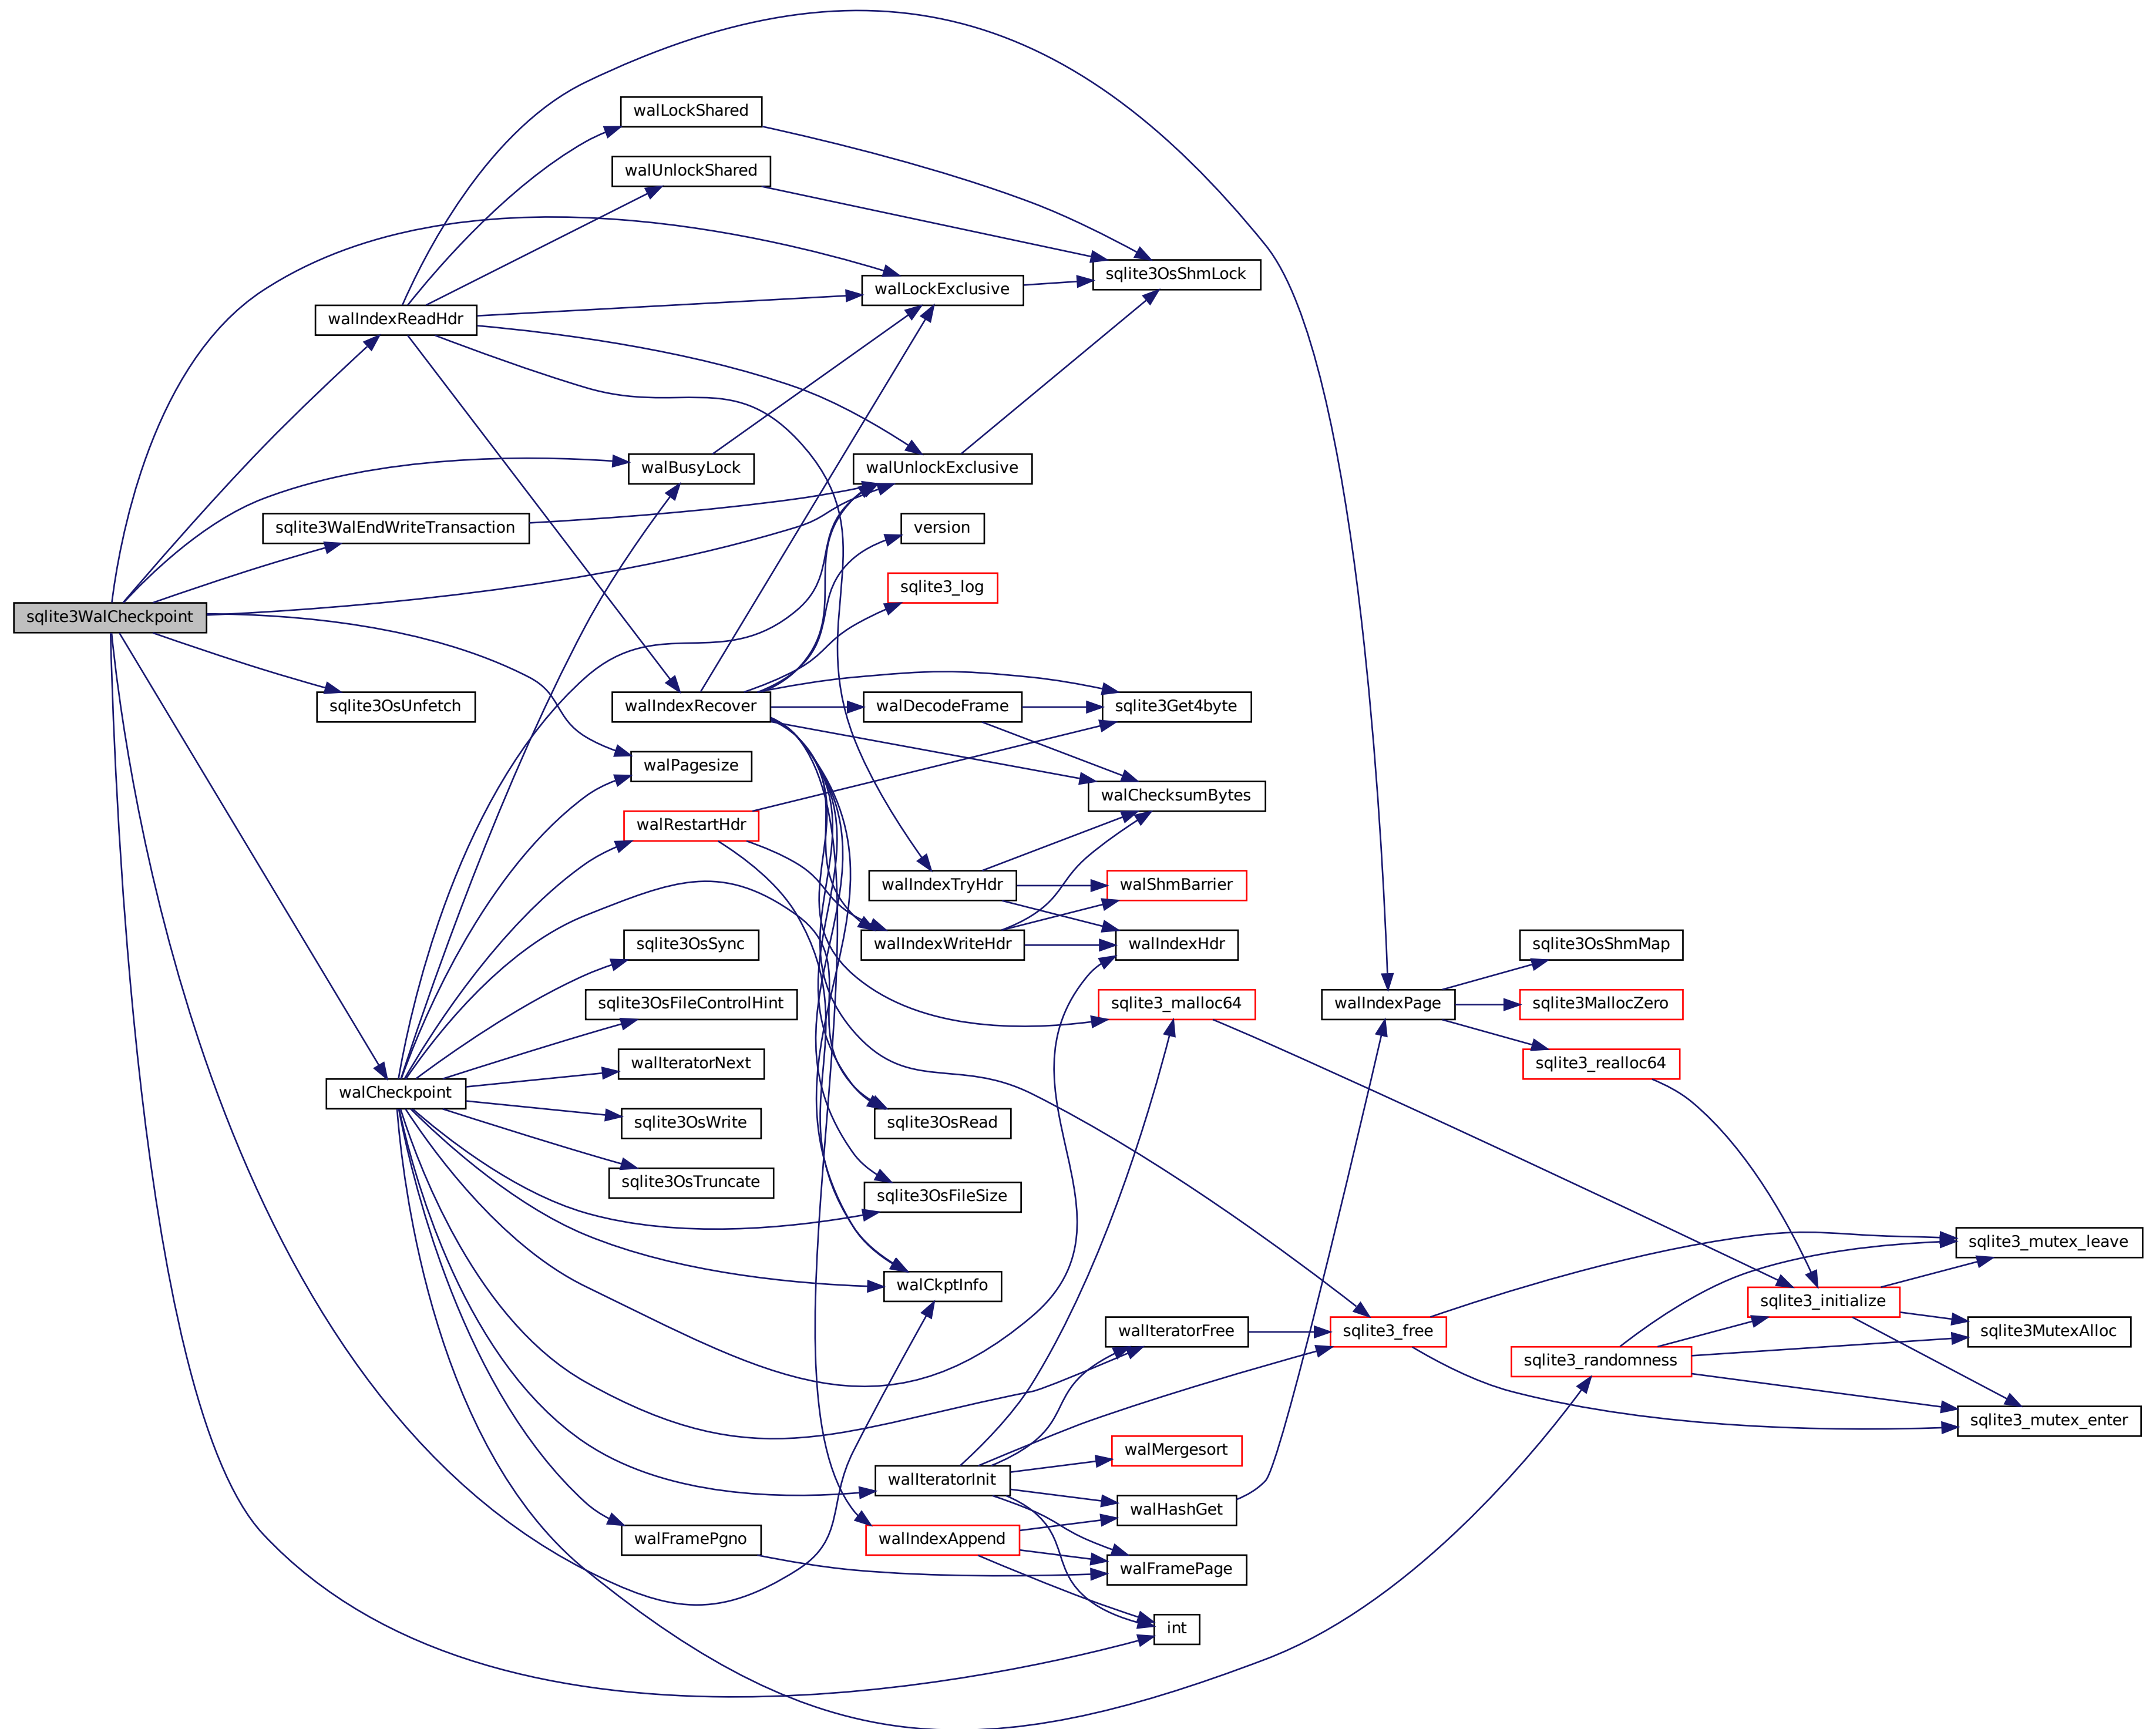 walLockShared
walUnlockShared
sqlite3OsShmLock
walLockExclusive
walIndexReadHdr
walBusyLock
walUnlockExclusive
sqlite3WalEndWriteTransaction
version
sqlite3_log
sqlite3WalCheckpoint
sqlite3OsUnfetch
walIndexRecover
walDecodeFrame
sqlite3Get4byte
walPagesize
walChecksumBytes
walRestartHdr
walIndexTryHdr
walShmBarrier
sqlite3OsSync
walIndexWriteHdr
walIndexHdr
sqlite3OsShmMap
sqlite3OsFileControlHint
sqlite3_malloc64
walIndexPage
sqlite3MallocZero
walIteratorNext
sqlite3_realloc64
walCheckpoint
sqlite3OsWrite
sqlite3OsRead
sqlite3OsTruncate
sqlite3OsFileSize
sqlite3_mutex_leave
walCkptInfo
sqlite3_initialize
walIteratorFree
sqlite3_free
sqlite3MutexAlloc
sqlite3_randomness
sqlite3_mutex_enter
walMergesort
walIteratorInit
walHashGet
walFramePgno
walIndexAppend
walFramePage
int